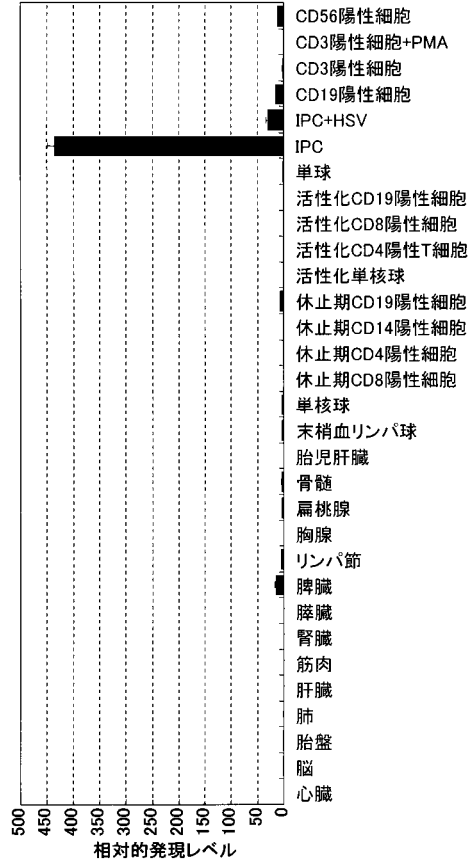 CD56陽性細胞
CD3陽性細胞+PMA
CD3陽性細胞
CD19陽性細胞
IPC+HSV
IPC
単球
活性化CD19陽性細胞
活性化CD8陽性細胞
活性化CD4陽性T細胞
活性化単核球
休止期CD19陽性細胞
休止期CD14陽性細胞
休止期CD4陽性細胞
休止期CD8陽性細胞
単核球
末梢血リンパ球
胎児肝臓
骨髄
扁桃腺
胸腺
リンパ節
脾臓
膵臓
腎臓
筋肉
肝臓
肺
胎盤
脳
心臓
500 450 400 350 300 250 200 150 100 50 0
相対的発現レベル